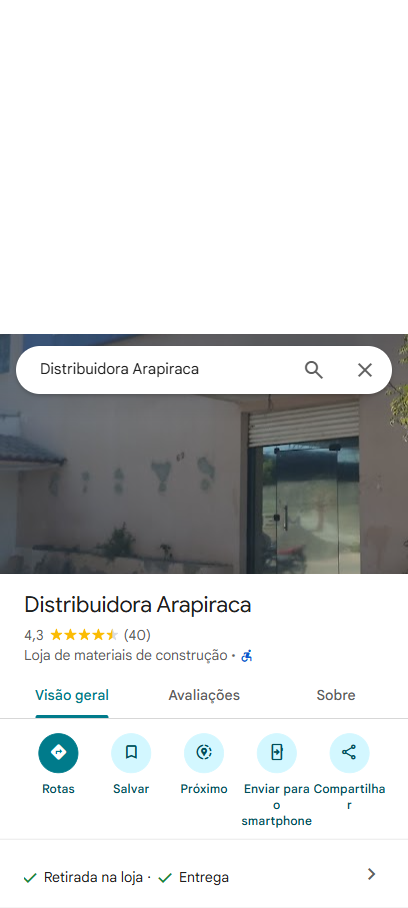 Distribuidora Arapiraca
Distribuidora Arapiraca
4,3 (40)
Loja de materiais de construção ·
Visão geral Avaliações Sobre
Rotas Salvar Próximo Enviar para o smartphone Compartilhar
Retirada na loja · Entrega